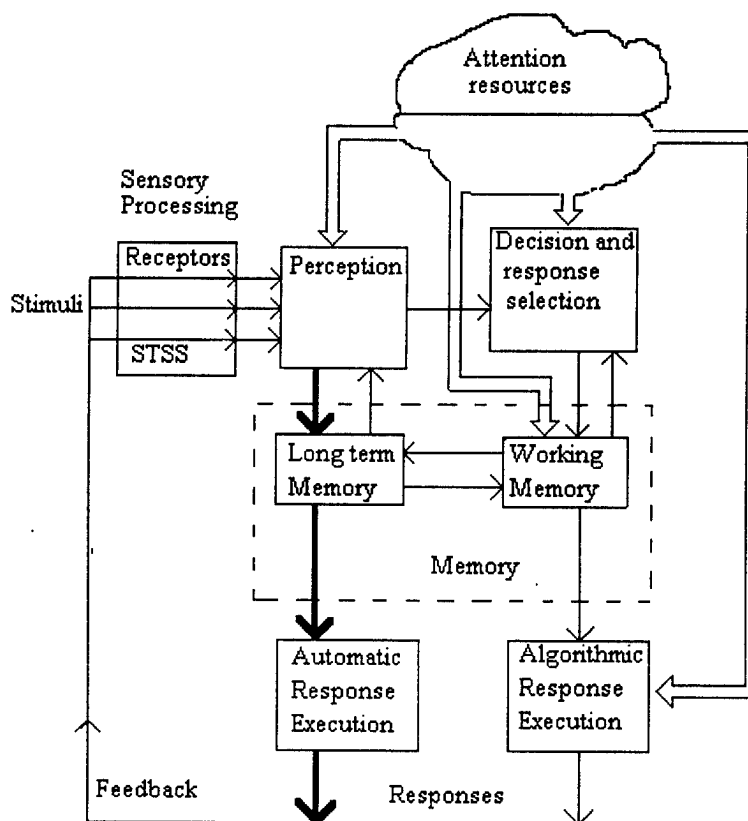 Attention
resources
Sensory
Processing
Receptors
Perception
Decision and
response
selection
Stimuli
STSS
Long term
Memory
Working
Memory
Memory
Automatic
Response
Execution
Algorithmic
Response
Execution
Feedback
Responses